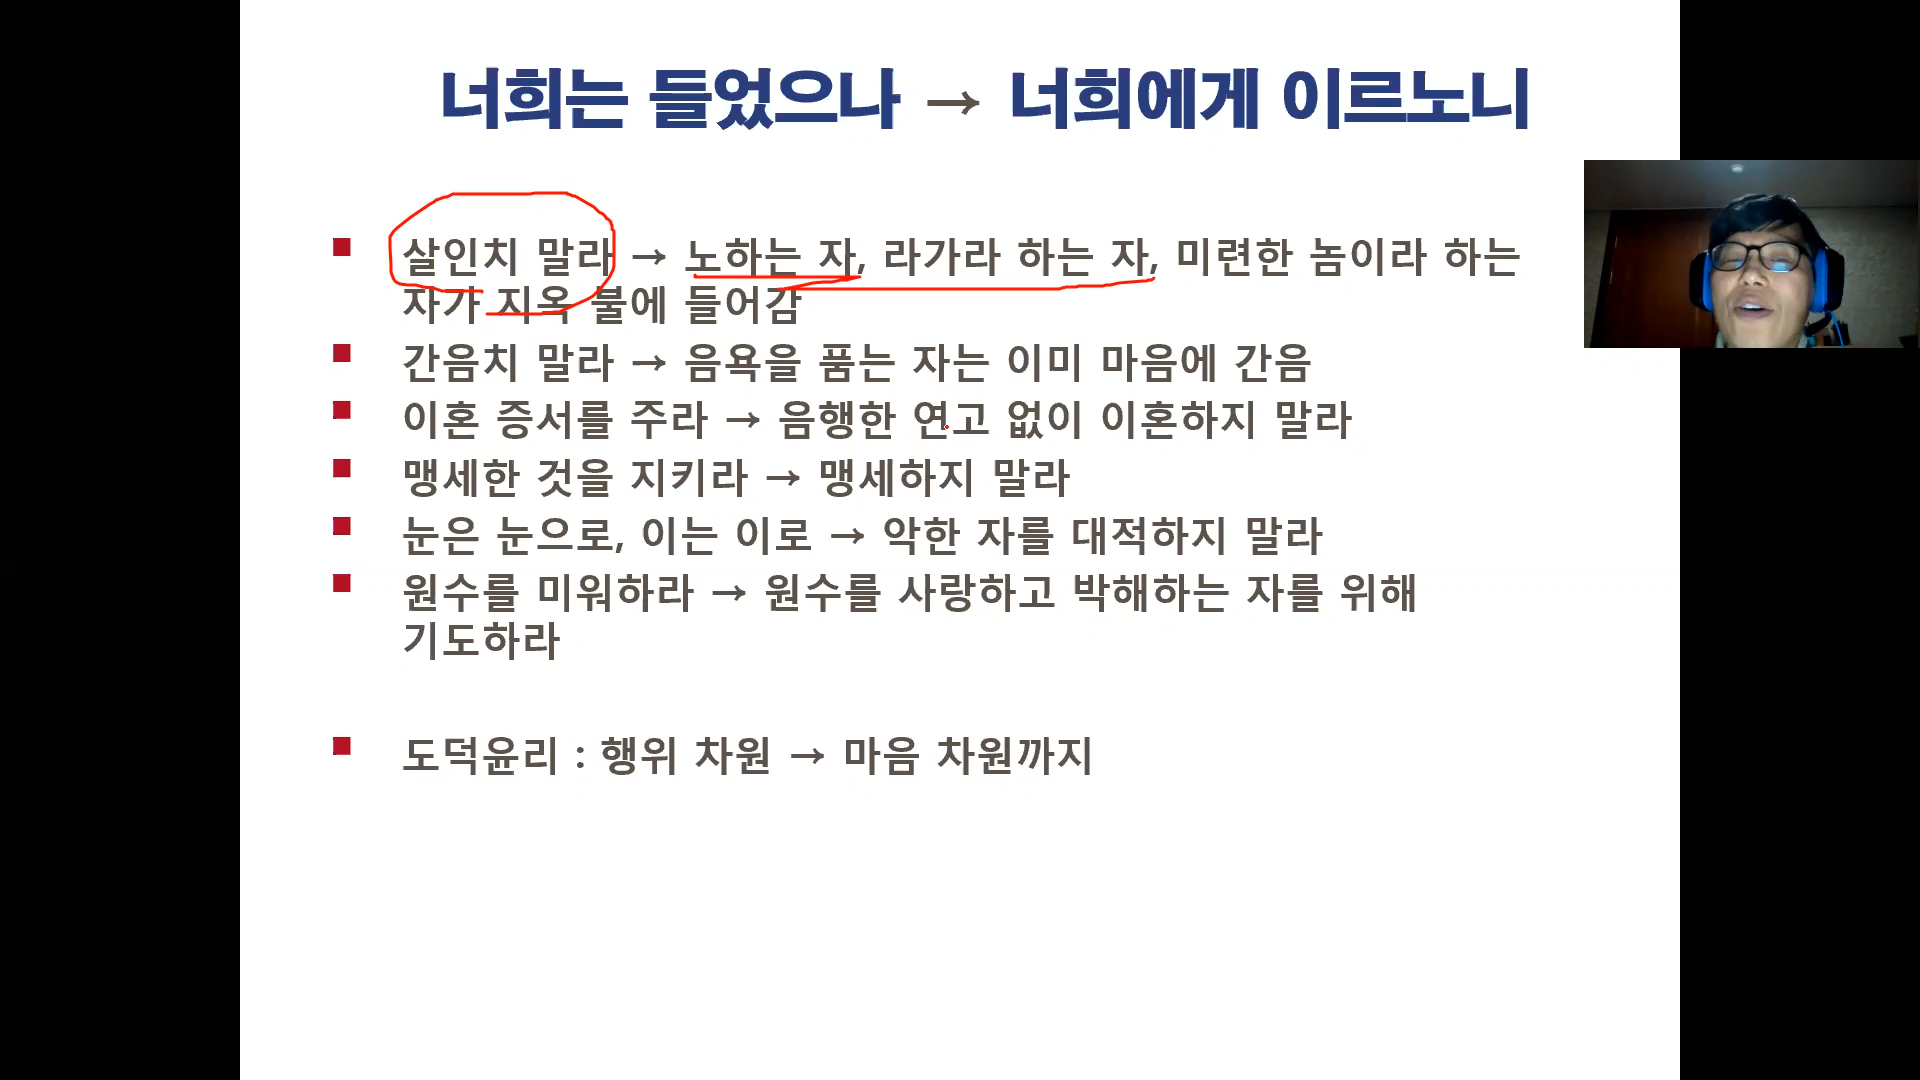 너희는 들었으나 → 너희에게 이르노니
살인치 말라 → 노하는 자, 라가라 하는 자, 미련한 놈이라 하는
자가 지옥 불에 들어감
간음치 말라 → 음욕을 품는 자는 이미 마음에 간음
이혼 증서를 주라 → 음행한 연고 없이 이혼하지 말라
맹세한 것을 지키라 → 맹세하지 말라
눈은 눈으로, 이는 이로 → 악한 자를 대적하지 말라
원수를 미워하라 → 원수를 사랑하고 박해하는 자를 위해
기도하라
도덕윤리 : 행위 차원 → 마음 차원까지